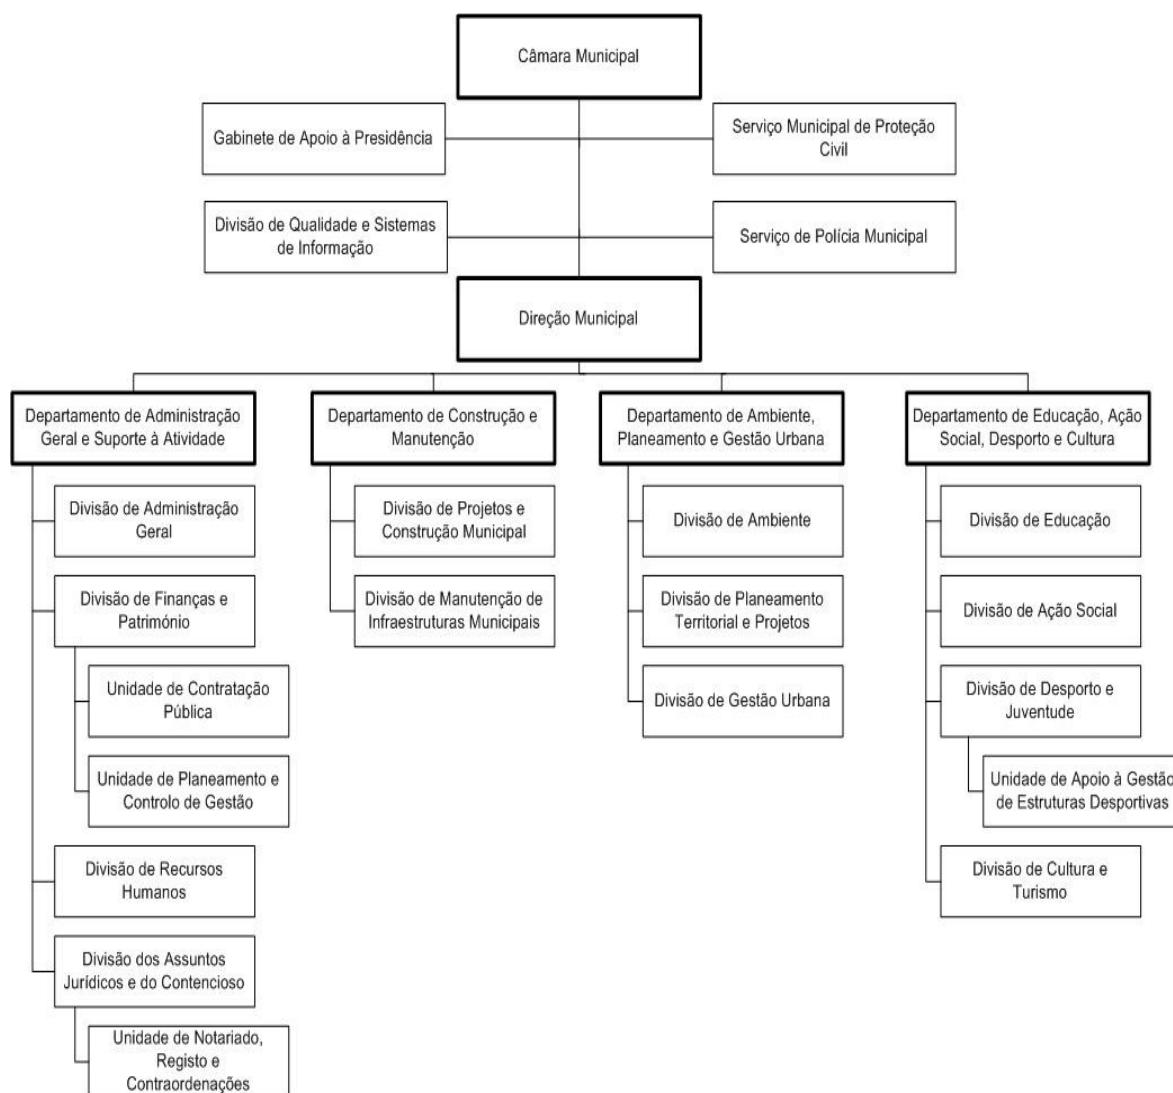 Câmara Municipal
Gabinete de Apoio à Presidência
Serviço Municipal de Proteção
Civil
Divisão de Qualidade e Sistemas
de Informação
Serviço de Polícia Municipal
Direção Municipal
Departamento de Administração
Geral e Suporte à Atividade
Departamento de Construção e
Manutenção
Departamento de Ambiente,
Planeamento e Gestão Urbana
Departamento de Educação, Ação
Social, Desporto e Cultura
Divisão de Administração
Geral
Divisão de Finanças e
Património
Unidade de Contratação
Pública
Unidade de Planeamento e
Controlo de Gestão
Divisão de Recursos
Humanos
Divisão dos Assuntos
Jurídicos e do Contencioso
Unidade de Notariado,
Registo e
Contraordenações
Divisão de Projetos e
Construção Municipal
Divisão de Manutenção de
Infraestruturas Municipais
Divisão de Ambiente
Divisão de Planeamento
Territorial e Projetos
Divisão de Gestão Urbana
Divisão de Educação
Divisão de Ação Social
Divisão de Desporto e
Juventude
Unidade de Apoio à Gestão
de Estruturas Desportivas
Divisão de Cultura e
Turismo